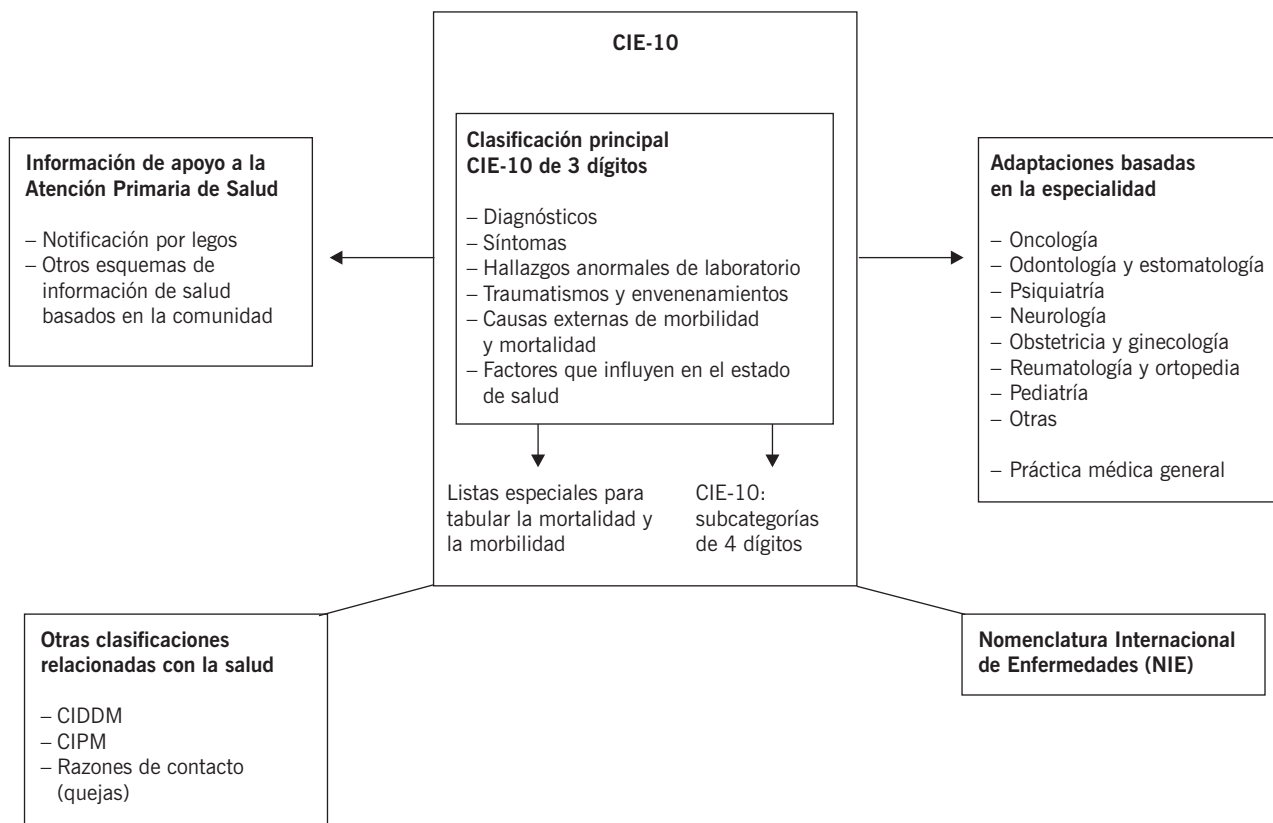 CIE-10
Información de apoyo a la
Atención Primaria de Salud
– Notificación por legos
– Otros esquemas de
información de salud
basados en la comunidad
Clasificación principal
CIE-10 de 3 dígitos
– Diagnósticos
– Síntomas
– Hallazgos anormales de laboratorio
– Traumatismos y envenenamientos
– Causas externas de morbilidad
y mortalidad
– Factores que influyen en el estado
de salud
Adaptaciones basadas
en la especialidad
– Oncología
– Odontología y estomatología
– Psiquiatría
– Neurología
– Obstetricia y ginecología
– Reumatología y ortopedia
– Pediatría
– Otras
– Práctica médica general
Listas especiales para
tabular la mortalidad y
la morbilidad
CIE-10:
subcategorías
de 4 dígitos
Otras clasificaciones
relacionadas con la salud
– CIDDM
– CIPM
– Razones de contacto
(quejas)
Nomenclatura Internacional
de Enfermedades (NIE)